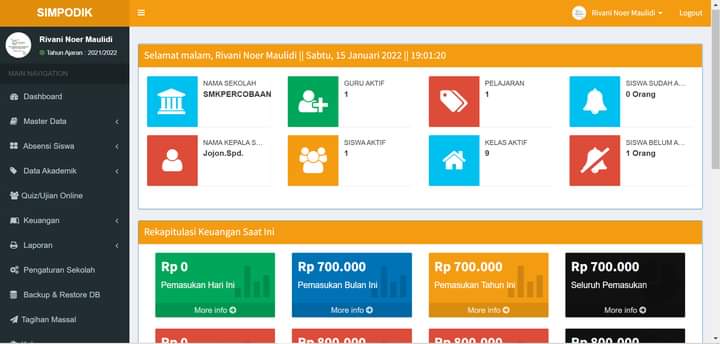 SIMPODIK
Rivani Noer Maulidi
Logout
Rivani Noer Maulidi
Tahun Ajaran : 2021/2022
MAIN NAVIGATION
Dashboard
Master Data
Absensi Siswa
Data Akademik
Quiz/Ujian Online
Keuangan
Laporan
Pengaturan Sekolah
Backup & Restore DB
Tagihan Massal
Selamat malam, Rivani Noer Maulidi || Sabtu, 15 Januari 2022 || 19:01:20
NAMA SEKOLAH
SMKPERCOBAAN
GURU AKTIF
1
PELAJARAN
1
SISWA SUDAH A...
0 Orang
NAMA KEPALA S...
Jojon.Spd.
SISWA AKTIF
1
KELAS AKTIF
9
SISWA BELUM A...
1 Orang
Rekapitulasi Keuangan Saat Ini
Rp 0
Pemasukan Hari Ini
More info
Rp 700.000
Pemasukan Bulan Ini
More info
Rp 700.000
Pemasukan Tahun Ini
More info
Rp 700.000
Seluruh Pemasukan
More info
Rp 0
Rp 800.000
Rp 800.000
Rp 800.000